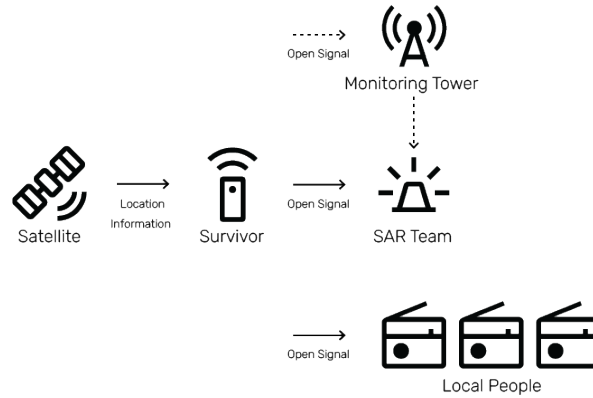 Open Signal
Monitoring Tower
Location
Information
Open Signal
Satellite
Survivor
SAR Team
Open Signal
Local People